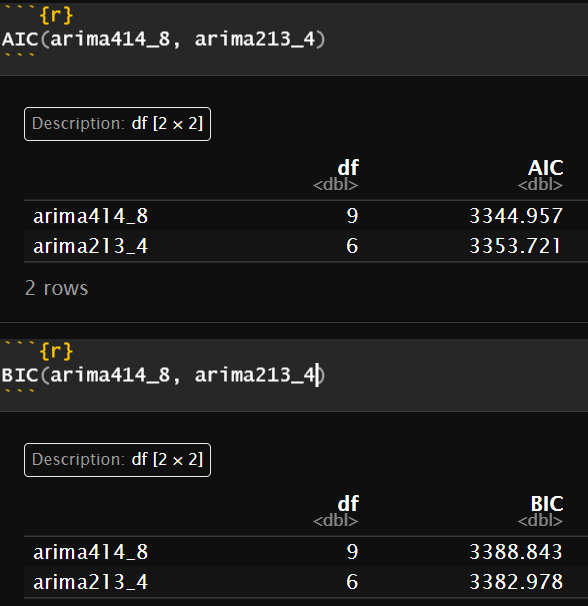 ```{r}
AIC(arima414_8, arima213_4)
```
Description: df [2 × 2]
df AIC
<dbl> <dbl>
arima414_8 9 3344.957
arima213_4 6 3353.721
2 rows
```{r}
BIC(arima414_8, arima213_4)
```
Description: df [2 × 2]
df BIC
<dbl> <dbl>
arima414_8 9 3388.843
arima213_4 6 3382.978